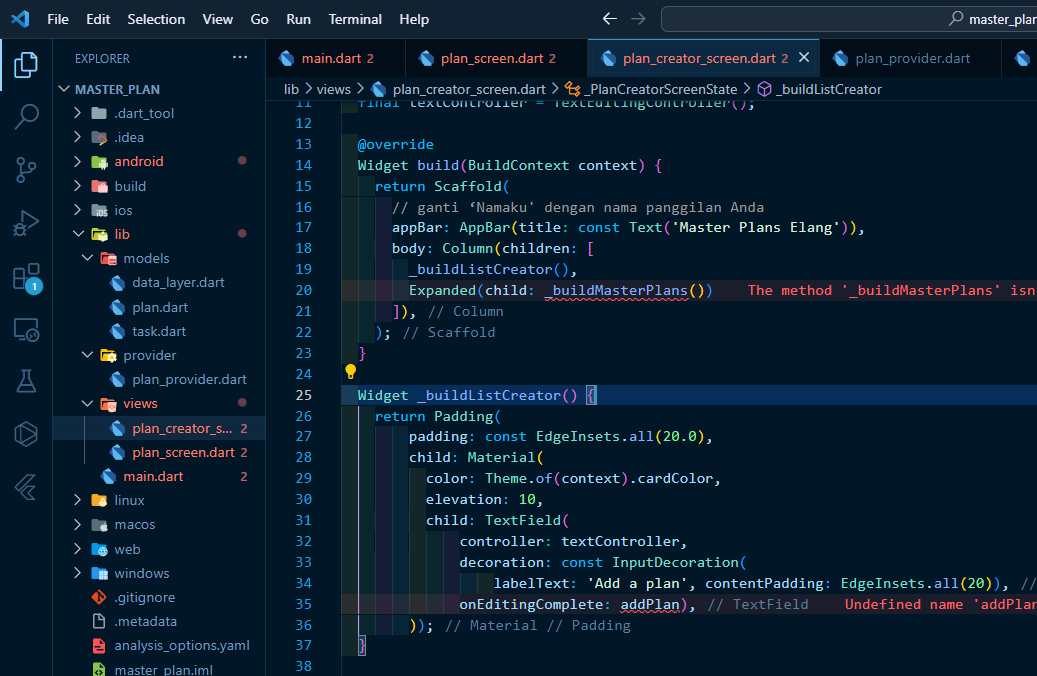 File Edit Selection View Go Run Terminal Help
master_plan
EXPLORER ...
main.dart 2
plan_screen.dart 2
plan_creator_screen.dart 2
plan_provider.dart
lib > views > plan_creator_screen.dart > _PlanCreatorScreenState > _buildListCreator
MASTER_PLAN
.dart_tool
.idea
android
build
ios
lib
models
data_layer.dart
plan.dart
task.dart
provider
plan_provider.dart
views
plan_creator_s... 2
plan_screen.dart 2
main.dart 2
linux
macos
web
windows
.gitignore
.metadata
analysis_options.yaml
master_plan.iml
1
11 final textController = TextEditingController();
12
13 @override
14 Widget build(BuildContext context) {
15 return Scaffold(
16 // ganti ‘Namaku' dengan nama panggilan Anda
17 appBar: AppBar(title: const Text('Master Plans Elang')),
18 body: Column(children: [
19 _buildListCreator(),
20 Expanded(child: _buildMasterPlans()) The method '_buildMasterPlans' isn
21 ]), // Column
22 ); // Scaffold
23 }
24
25 Widget _buildListCreator() {
26 return Padding(
27 padding: const EdgeInsets.all(20.0),
28 child: Material(
29 color: Theme.of(context).cardColor,
30 elevation: 10,
31 child: TextField(
32 controller: textController,
33 decoration: const InputDecoration(
34 labelText: 'Add a plan', contentPadding: EdgeInsets.all(20)), //
35 onEditingComplete: addPlan), // TextField Undefined name 'addPlan
36 )); // Material // Padding
37 }
38